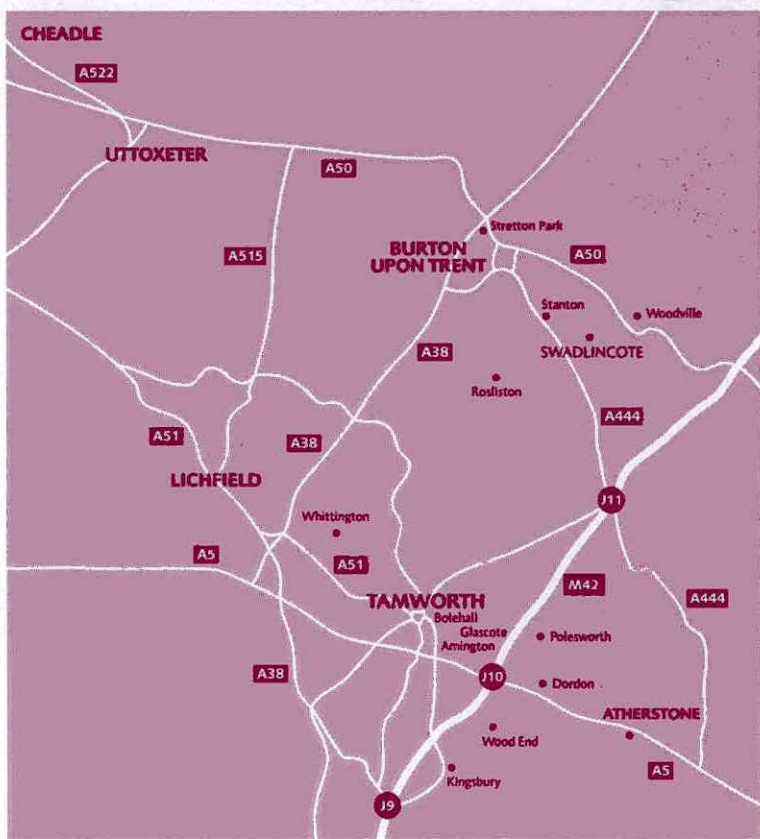 CHEADLE
A522
UTTOXETER
A50
Stretton Park
BURTON
UPON TRENT
A515
A50
Stanton
Woodville
SWADLINCOTE
A38
Rosliston
A444
A51
A38
LICHFIELD
J11
Whittington
A5
A51
M42
A444
TAMWORTH
Bolehall
Glascote
Amington
Polesworth
A38
J10
Dordon
ATHERSTONE
Wood End
Kingsbury
A5
J9